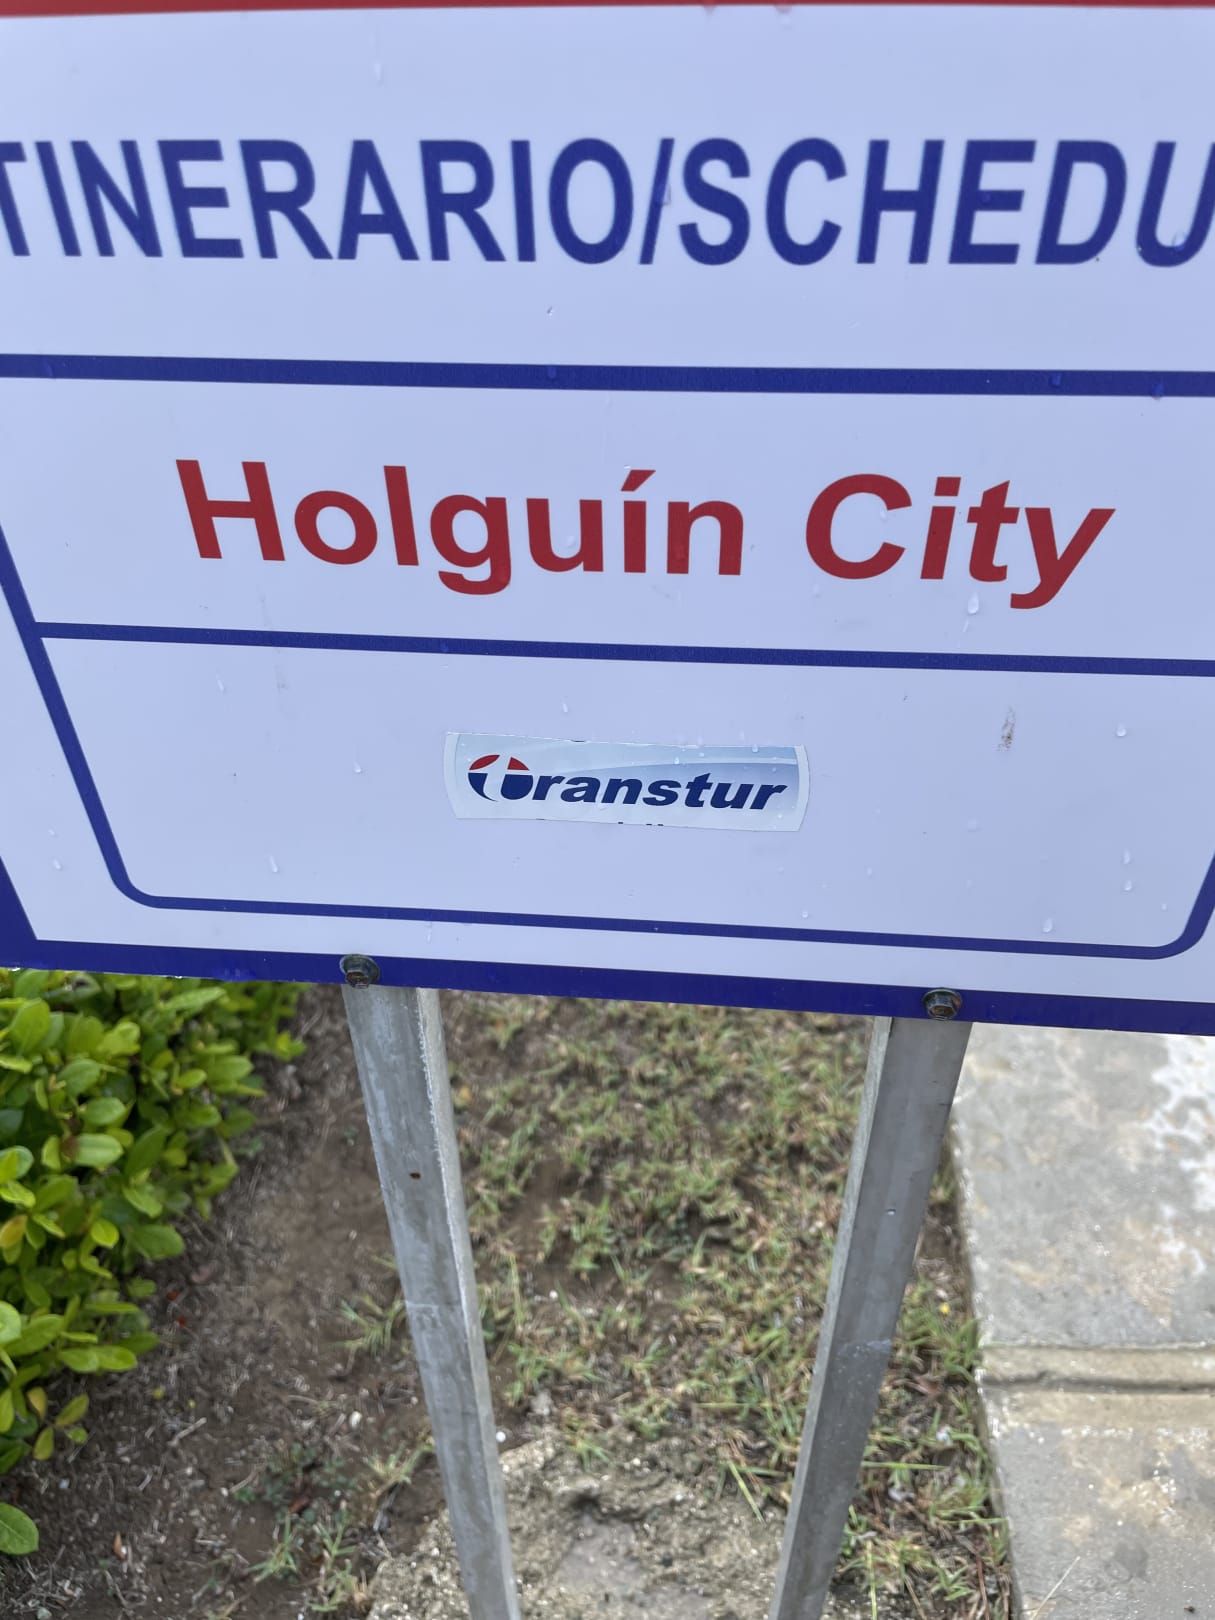 TINERARIO/SCHEDU
Holguín City
transtur